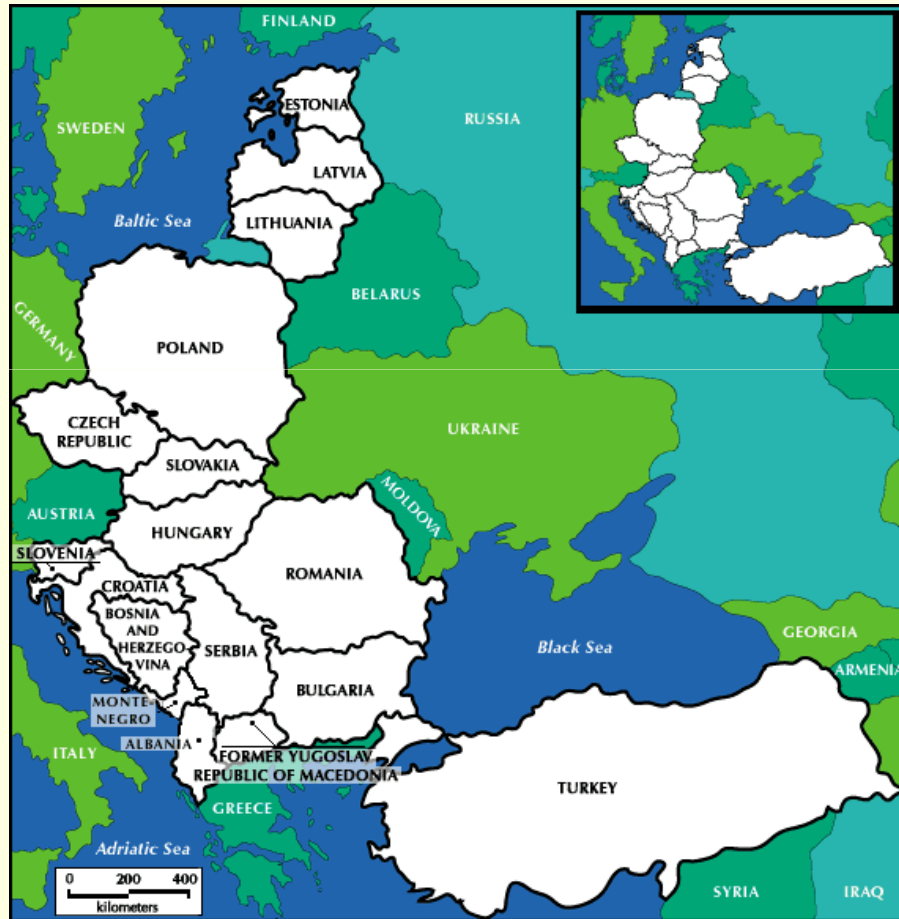 FINLAND
ESTONIA
RUSSIA
SWEDEN
LATVIA
Baltic Sea
LITHUANIA
BELARUS
GERMANY
POLAND
CZECH
REPUBLIC
UKRAINE
SLOVAKIA
MOLDOVA
AUSTRIA
HUNGARY
SLOVENIA
ROMANIA
CROATIA
BOSNIA
AND
HERZEGO
VINA
SERBIA
GEORGIA
Black Sea
ARMENIA
BULGARIA
MONTE-
NEGRO
ALBANIA
ITALY
FORMER YUGOSLAV
REPUBLIC OF MACEDONIA
TURKEY
GREECE
Adriatic Sea
0 200 400
kilometers
SYRIA
IRAQ